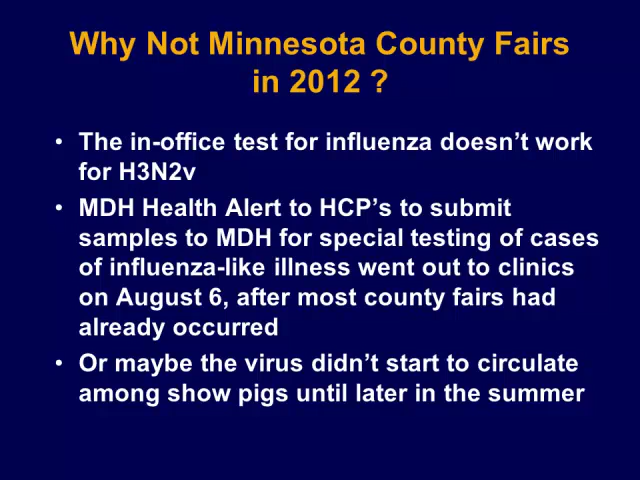 Why Not Minnesota County Fairs
in 2012 ?
• The in-office test for influenza doesn’t work
for H3N2v
• MDH Health Alert to HCP’s to submit
samples to MDH for special testing of cases
of influenza-like illness went out to clinics
on August 6, after most county fairs had
already occurred
• Or maybe the virus didn’t start to circulate
among show pigs until later in the summer